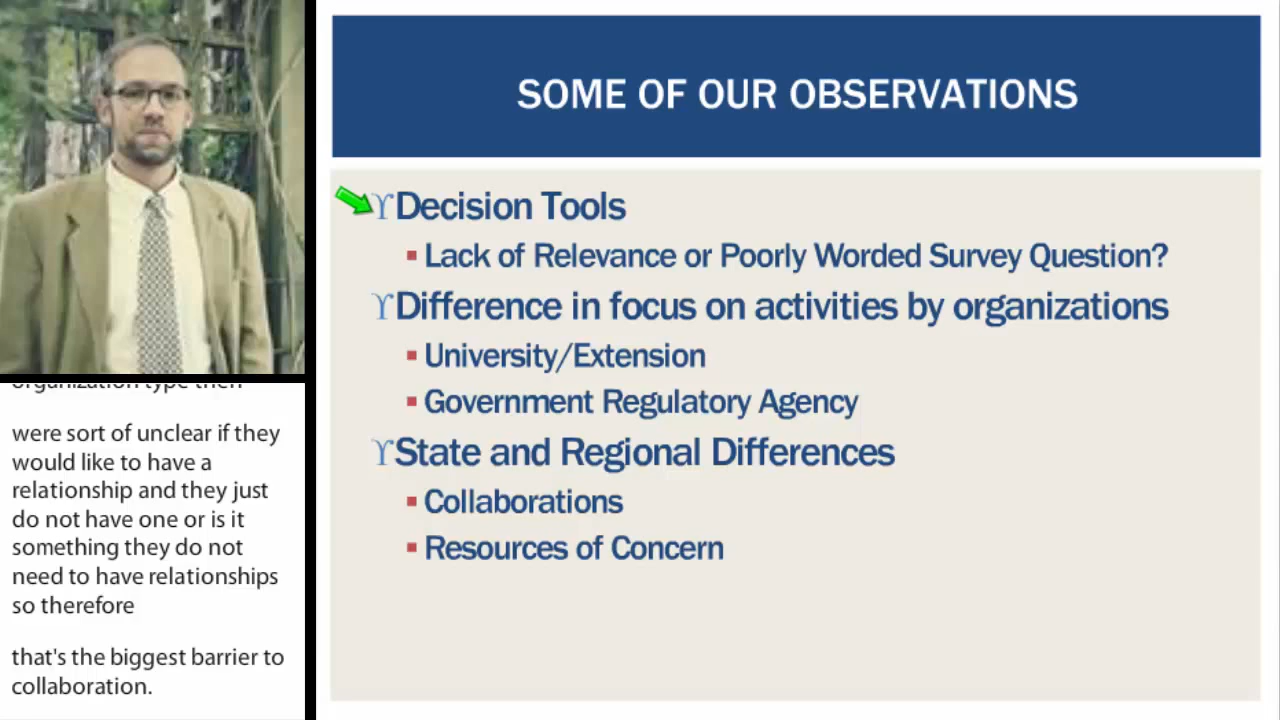 SOME OF OUR OBSERVATIONS
Decision Tools
Lack of Relevance or Poorly Worded Survey Question?
Difference in focus on activities by organizations
University/Extension
Government Regulatory Agency
State and Regional Differences
Collaborations
Resources of Concern
organization type then
were sort of unclear if they
would like to have a
relationship and they just
do not have one or is it
something they do not
need to have relationships
so therefore
that's the biggest barrier to
collaboration.